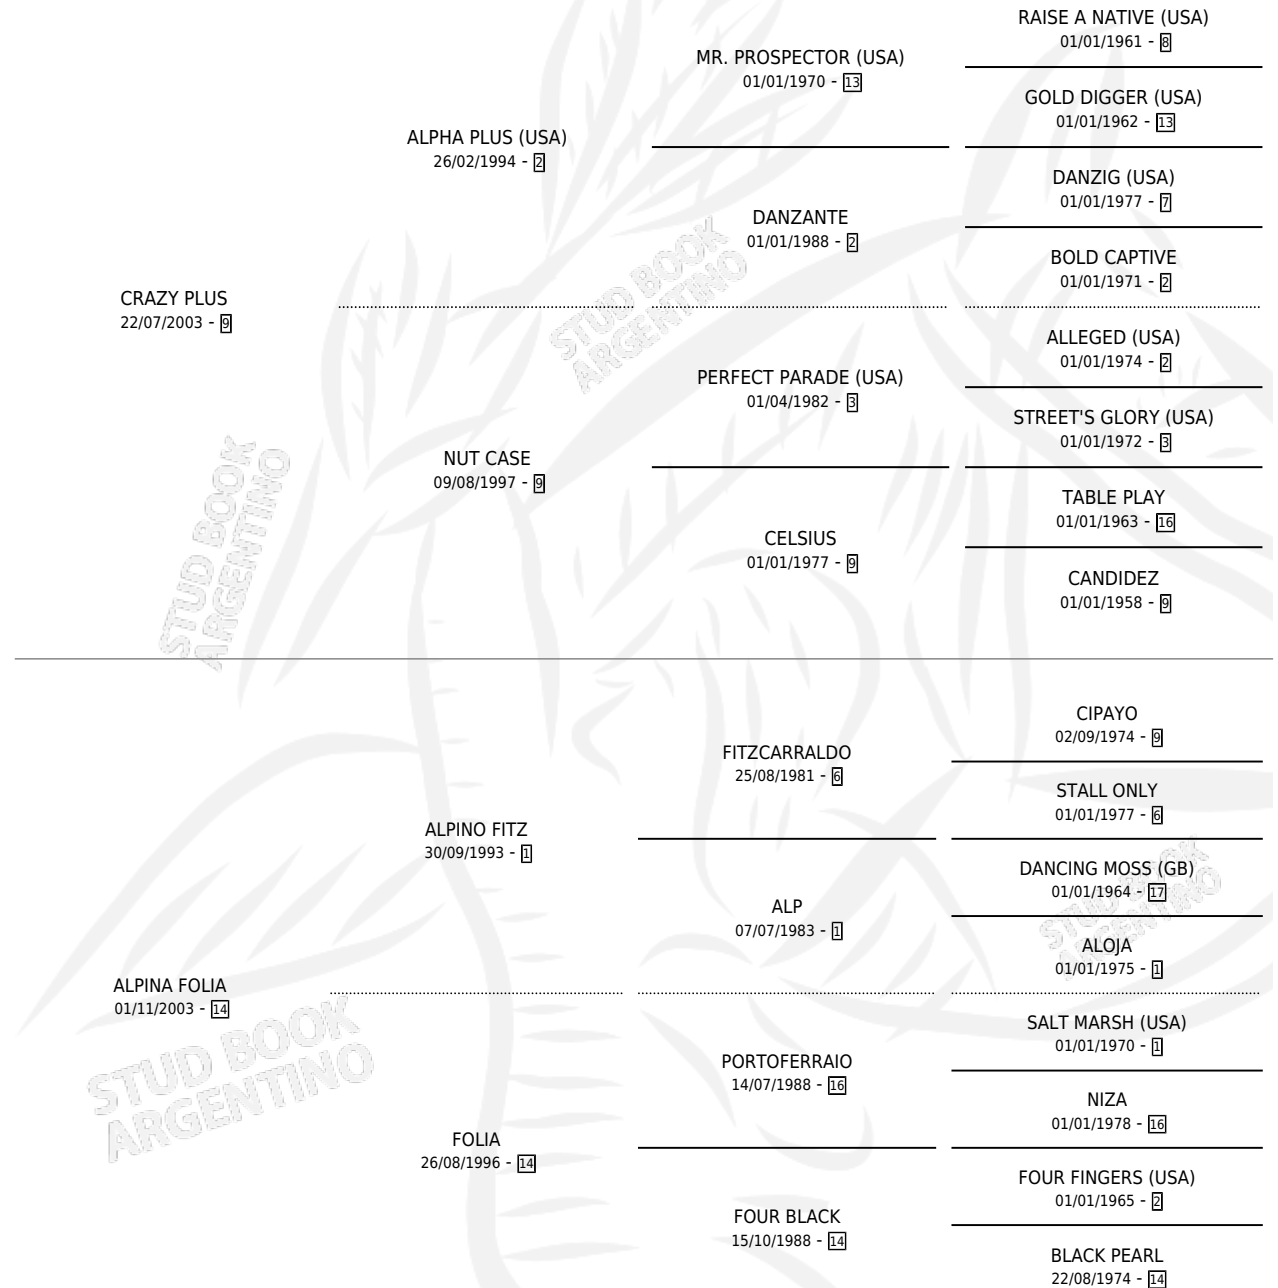 RAISE A NATIVE (USA)
01/01/1961 - 8
MR. PROSPECTOR (USA)
01/01/1970 - 13
GOLD DIGGER (USA)
01/01/1962 - 13
ALPHA PLUS (USA)
26/02/1994 - 2
DANZIG (USA)
01/01/1977 - 7
DANZANTE
01/01/1988 - 2
BOLD CAPTIVE
01/01/1971 - 2
CRAZY PLUS
22/07/2003 - 9
ALLEGED (USA)
01/01/1974 - 2
PERFECT PARADE (USA)
01/04/1982 - 3
STREET'S GLORY (USA)
01/01/1972 - 3
NUT CASE
09/08/1997 - 9
TABLE PLAY
01/01/1963 - 16
CELSIUS
01/01/1977 - 9
CANDIDEZ
01/01/1958 - 9
CIPAYO
02/09/1974 - 9
FITZCARRALDO
25/08/1981 - 6
STALL ONLY
01/01/1977 - 6
ALPINO FITZ
30/09/1993 - 1
DANCING MOSS (GB)
01/01/1964 - 17
ALP
07/07/1983 - 1
ALOJA
01/01/1975 - 1
ALPINA FOLIA
01/11/2003 - 14
SALT MARSH (USA)
01/01/1970 - 1
PORTOFERRAIO
14/07/1988 - 16
NIZA
01/01/1978 - 16
FOLIA
26/08/1996 - 14
FOUR FINGERS (USA)
01/01/1965 - 2
FOUR BLACK
15/10/1988 - 14
BLACK PEARL
22/08/1974 - 14
STUD BOOK
ARGENTINO
STUD BOOK
ARGENTINO
STUD BOOK
ARGENTINO
STUD BOOK
ARGENTINO